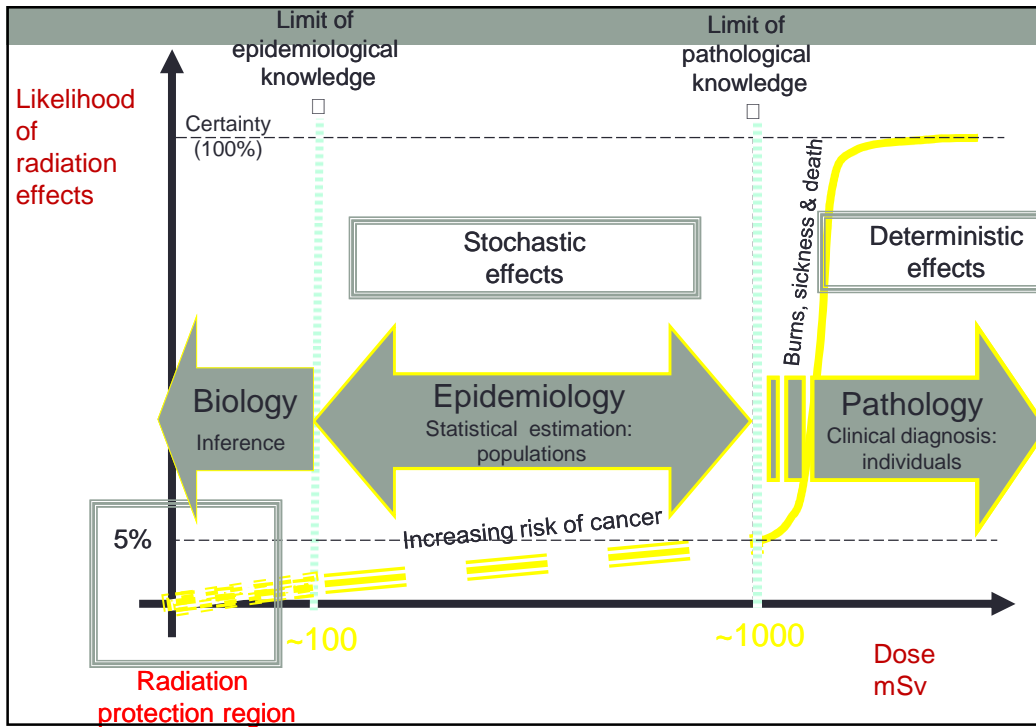 Limit of
epidemiological
knowledge
□
Limit of
pathological
knowledge
□
Likelihood
of
radiation
effects
Certainty
(100%)
Burns, sickness & death
Stochastic
effects
Deterministic
effects
Biology
Inference
Epidemiology
Statistical estimation:
populations
Pathology
Clinical diagnosis:
individuals
Increasing risk of cancer
5%
~100
~1000
Dose
mSv
Radiation
protection region